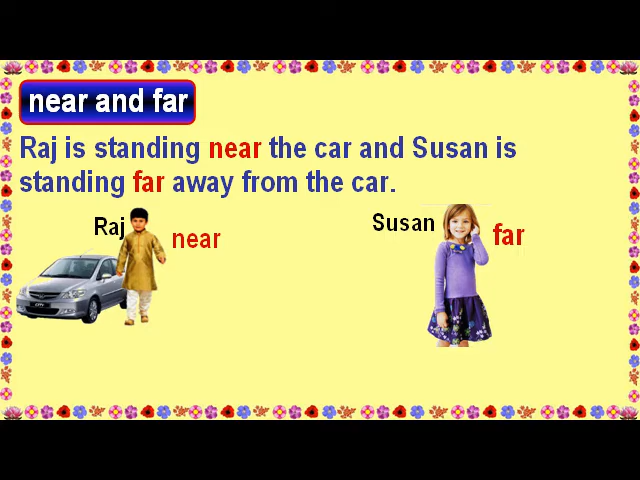 near and far
Raj is standing near the car and Susan is
standing far away from the car.
Raj
near
Susan
far
CITY